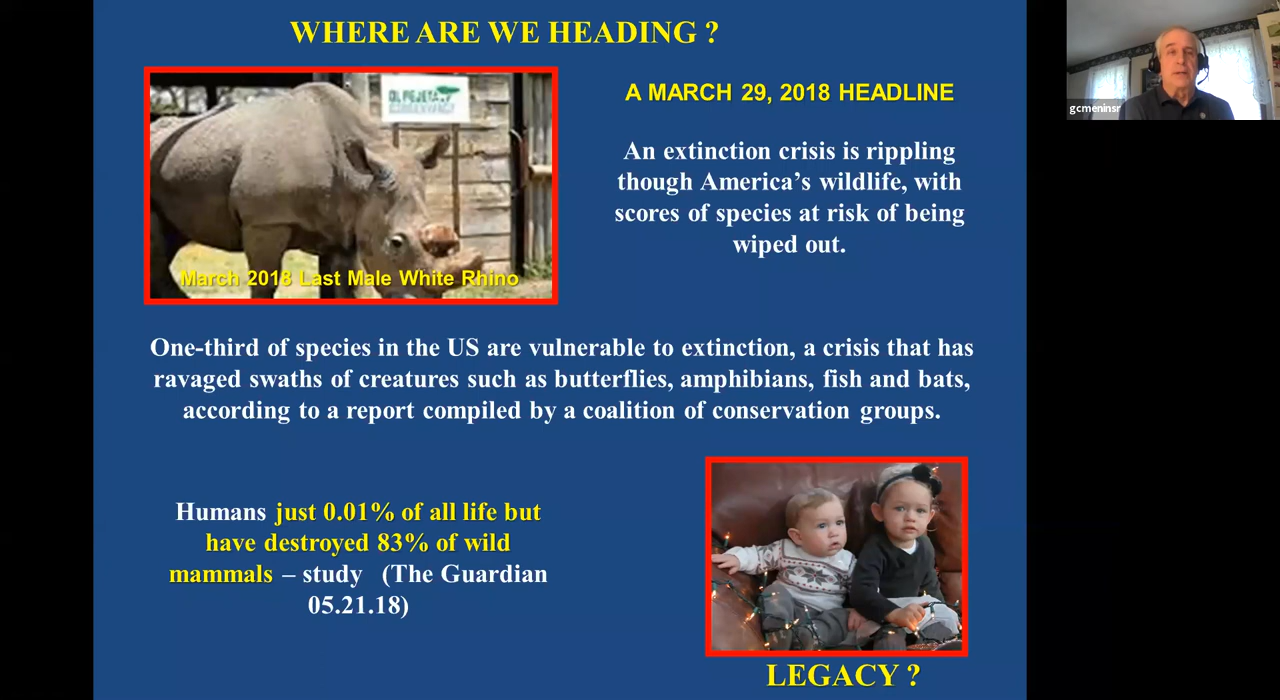 WHERE ARE WE HEADING ?
OL PEJETA
CONSERVANCY
March 2018 Last Male White Rhino
A MARCH 29, 2018 HEADLINE
An extinction crisis is rippling
though America’s wildlife, with
scores of species at risk of being
wiped out.
One-third of species in the US are vulnerable to extinction, a crisis that has
ravaged swaths of creatures such as butterflies, amphibians, fish and bats,
according to a report compiled by a coalition of conservation groups.
Humans just 0.01% of all life but
have destroyed 83% of wild
mammals – study (The Guardian
05.21.18)
LEGACY ?